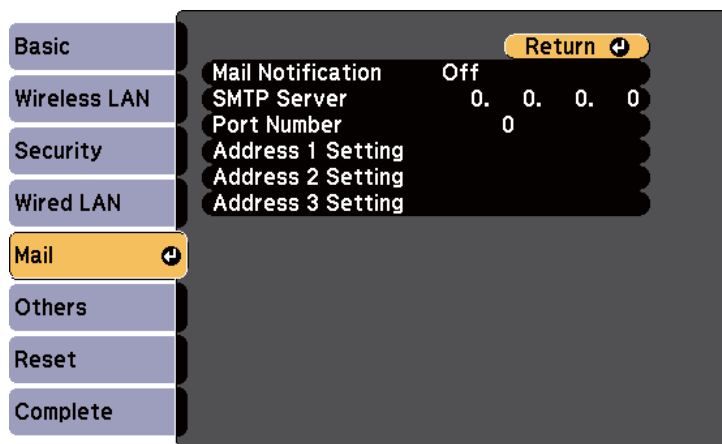 Basic
Wireless LAN
Security
Wired LAN
Mail
Others
Reset
Complete
Return
Mail Notification Off
SMTP Server 0. 0. 0. 0
Port Number 0
Address 1 Setting
Address 2 Setting
Address 3 Setting